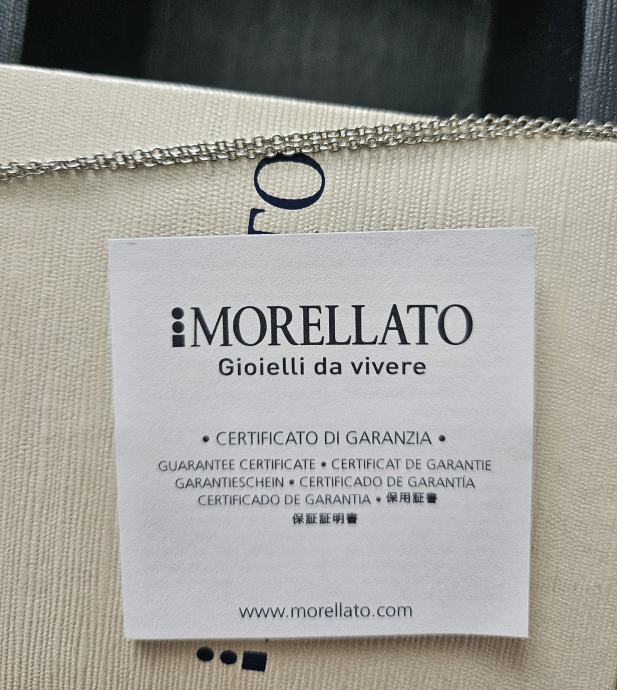 TO
MORELLATO
Gioielli da vivere
• CERTIFICATO DI GARANZIA •
GUARANTEE CERTIFICATE • CERTIFICAT DE GARANTIE
GARANTIESCHEIN • CERTIFICADO DE GARANTÍA
CERTIFICADO DE GARANTIA • 保用証書
保証証明書
www.morellato.com